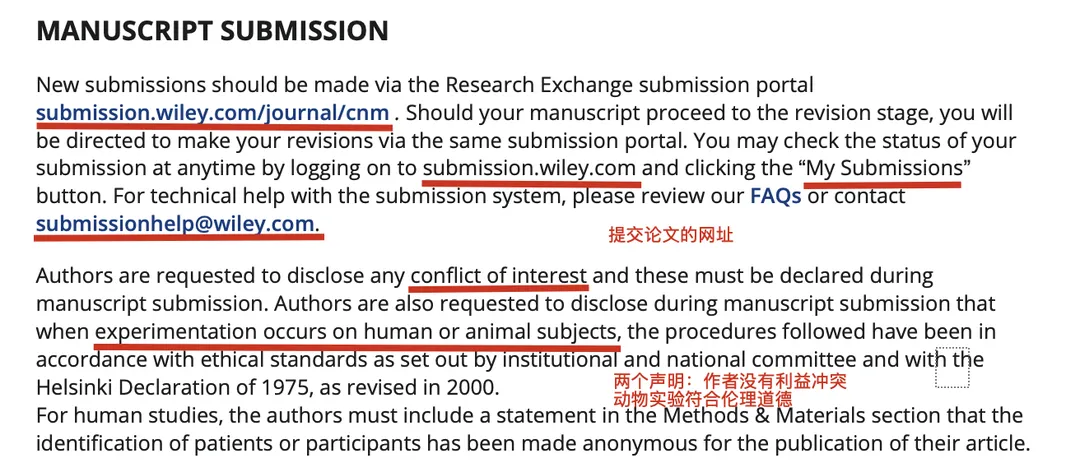 MANUSCRIPT SUBMISSION
New submissions should be made via the Research Exchange submission portal
submission.wiley.com/journal/cnm . Should your manuscript proceed to the revision stage, you will
be directed to make your revisions via the same submission portal. You may check the status of your
submission at anytime by logging on to submission.wiley.com and clicking the “My Submissions”
button. For technical help with the submission system, please review our FAQs or contact
submissionhelp@wiley.com.
提交论文的网址
Authors are requested to disclose any conflict of interest and these must be declared during
manuscript submission. Authors are also requested to disclose during manuscript submission that
when experimentation occurs on human or animal subjects, the procedures followed have been in
accordance with ethical standards as set out by institutional and national committee and with the
Helsinki Declaration of 1975, as revised in 2000.
两个声明：作者没有利益冲突
动物实验符合伦理道德
For human studies, the authors must include a statement in the Methods & Materials section that the
identification of patients or participants has been made anonymous for the publication of their article.